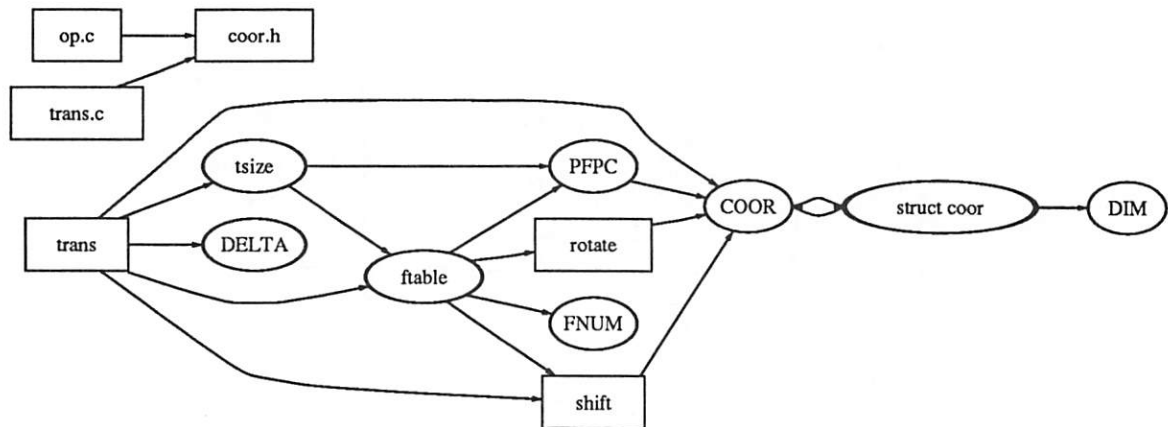 op.c
coor.h
trans.c
tsize
PFPC
COOR
struct coor
DIM
trans
DELTA
rotate
ftable
FNUM
shift